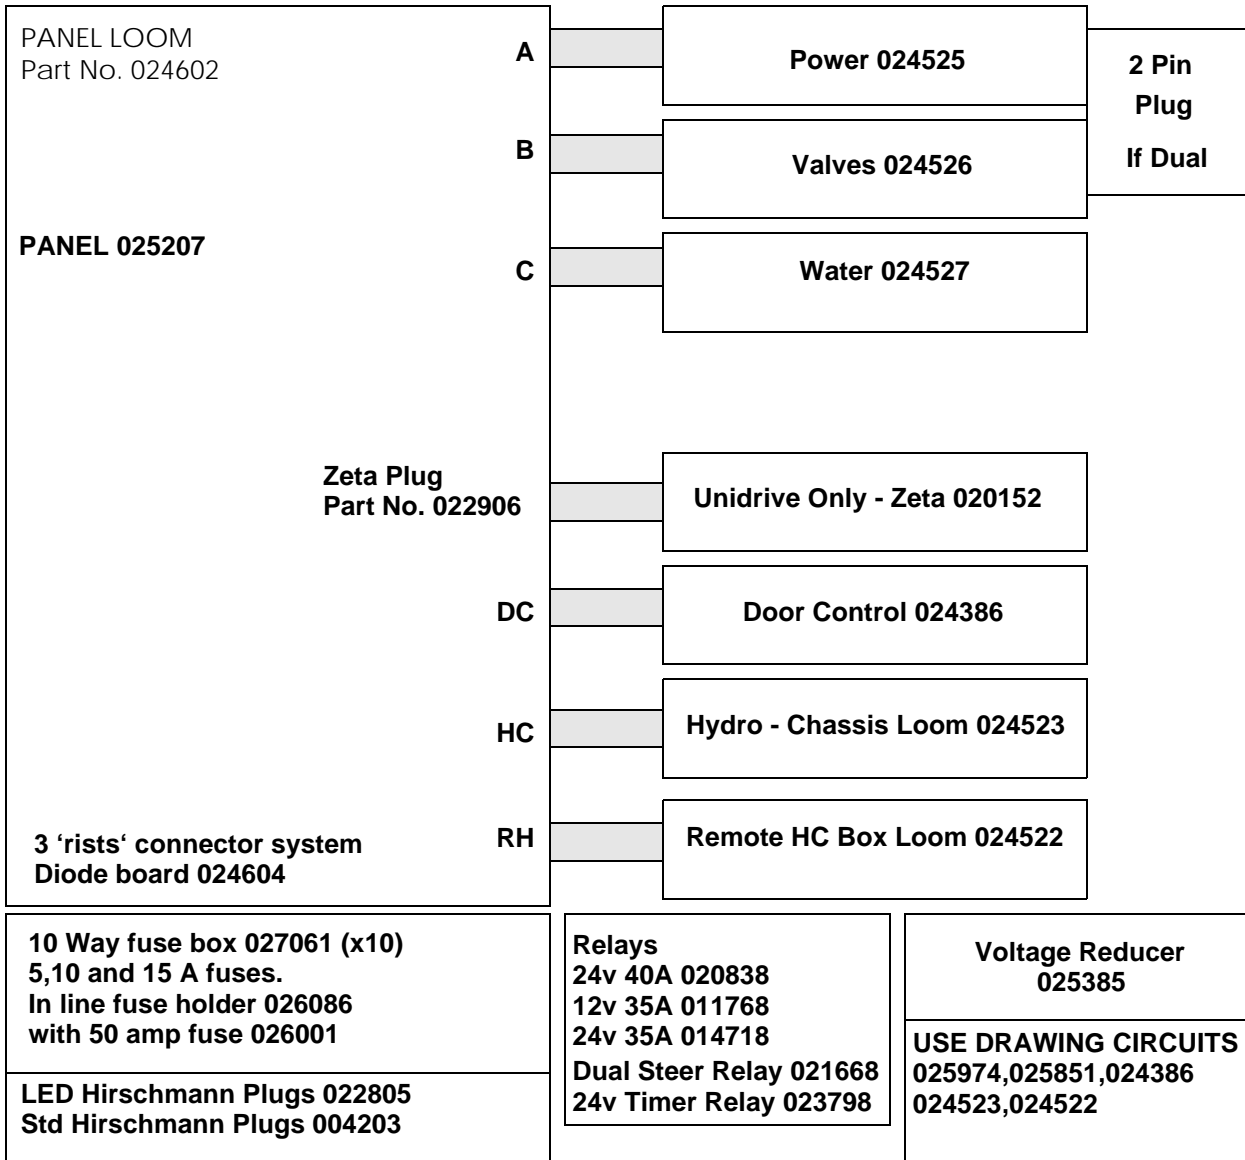 PANEL LOOM
Part No. 024602
A
Power 024525
2 Pin
Plug
If Dual
B
Valves 024526
PANEL 025207
C
Water 024527
Zeta Plug
Part No. 022906
Unidrive Only - Zeta 020152
DC
Door Control 024386
HC
Hydro - Chassis Loom 024523
RH
Remote HC Box Loom 024522
3 ‘rists‘ connector system
Diode board 024604
10 Way fuse box 027061 (x10)
5,10 and 15 A fuses.
In line fuse holder 026086
with 50 amp fuse 026001
LED Hirschmann Plugs 022805
Std Hirschmann Plugs 004203
Relays
24v 40A 020838
12v 35A 011768
24v 35A 014718
Dual Steer Relay 021668
24v Timer Relay 023798
Voltage Reducer
025385
USE DRAWING CIRCUITS
025974,025851,024386
024523,024522